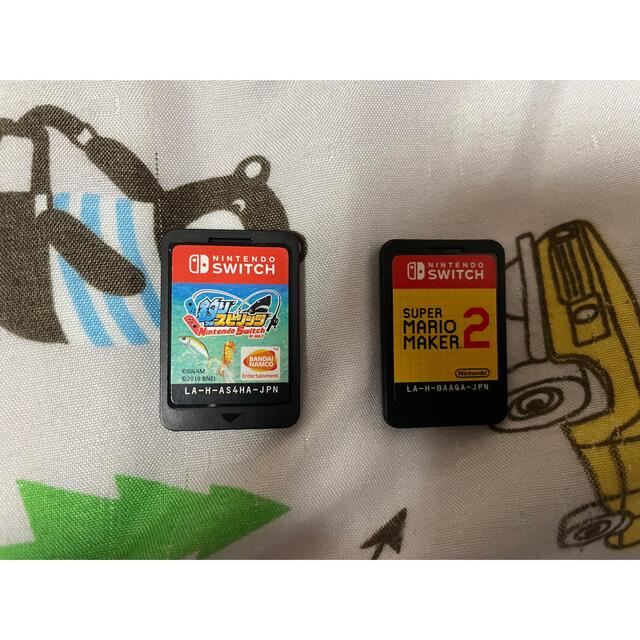 NINTENDO
SWITCH
釣り
スピリッツ
Nintendo Switch
BANDAI
NAMCO
Entertainment
©BNAM
©2019 BNEI
LA-H-AS4HA-JPN
NINTENDO
SWITCH
SUPER
MARIO
MAKER 2
Nintendo
LA-H-BAAQA-JPN